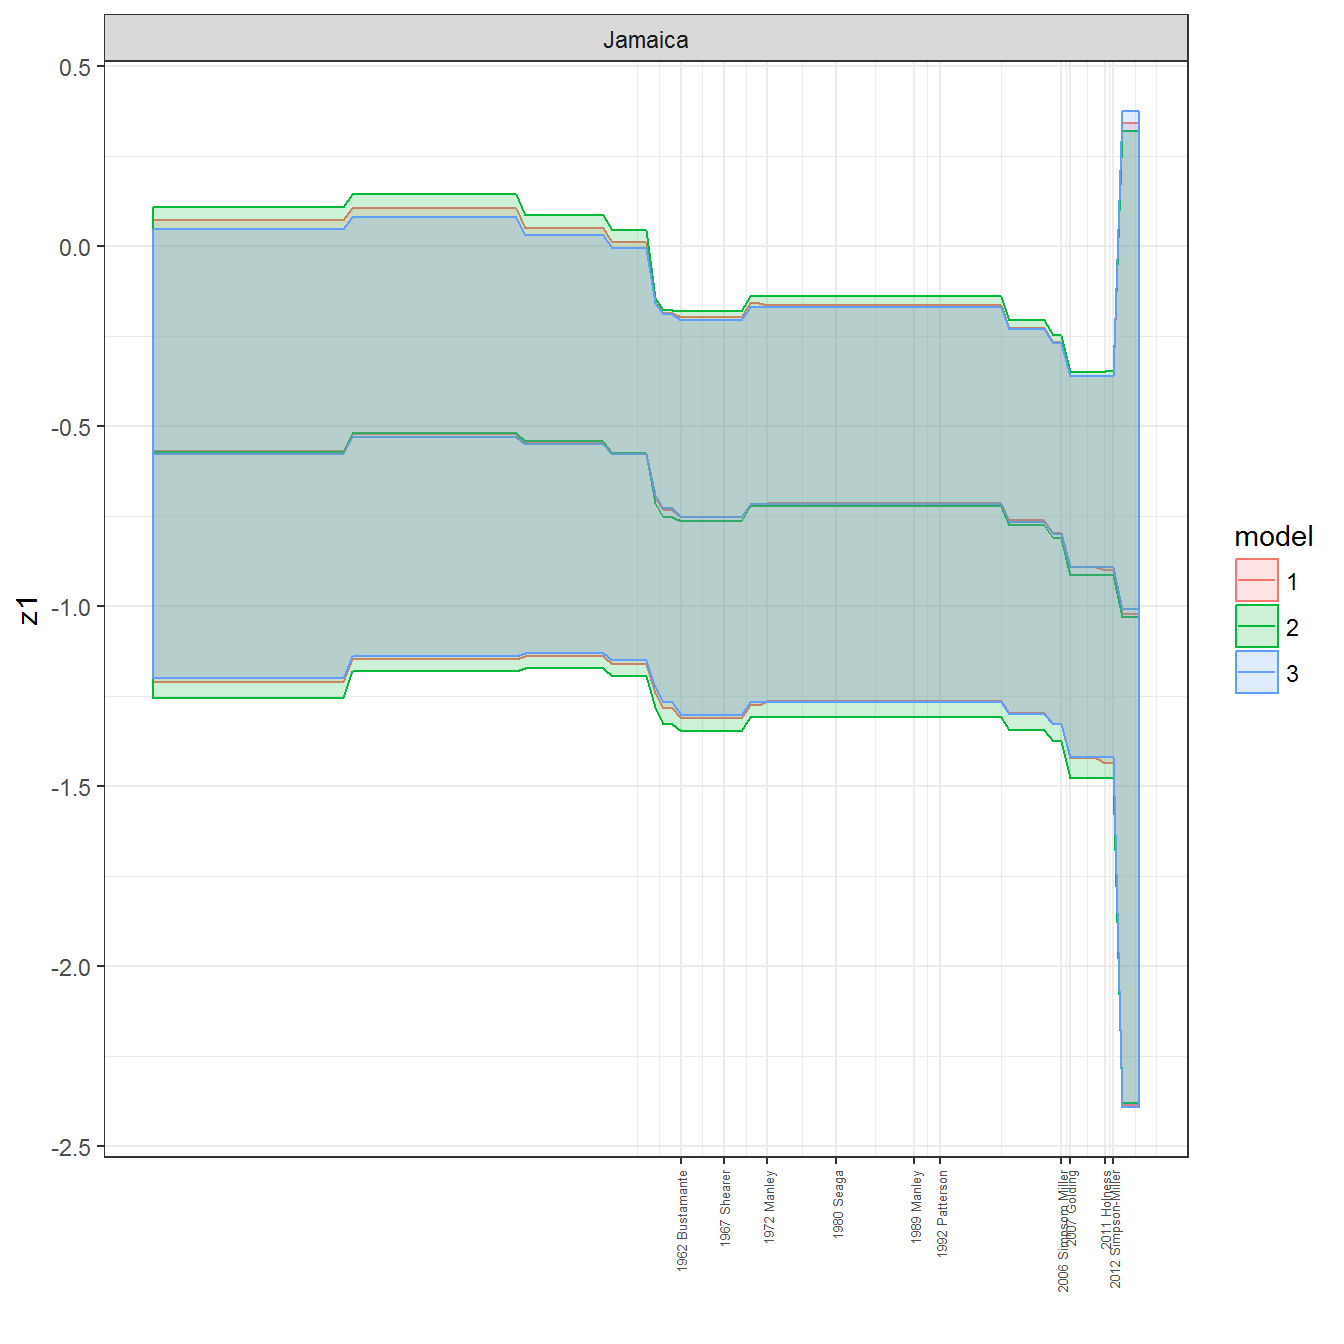 Jamaica
0.5
0.0
-0.5
-1.0
-1.5
-2.0
-2.5
z1
1962 Bustamante
1967 Shearer
1972 Manley
1980 Seaga
1989 Manley
1992 Patterson
2006 Simpson Miller
2007 Golding
2011 Holness
2012 Simpson-Miller
model
1
2
3